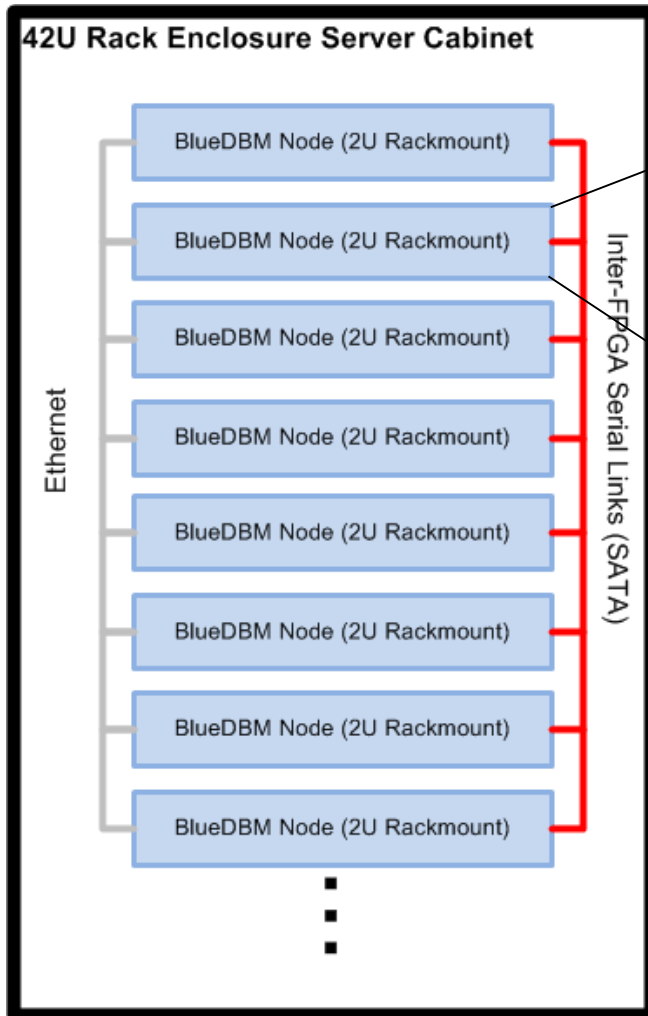 42U Rack Enclosure Server Cabinet
BlueDBM Node (2U Rackmount)
BlueDBM Node (2U Rackmount)
BlueDBM Node (2U Rackmount)
BlueDBM Node (2U Rackmount)
BlueDBM Node (2U Rackmount)
BlueDBM Node (2U Rackmount)
BlueDBM Node (2U Rackmount)
BlueDBM Node (2U Rackmount)
Ethernet
Inter-FPGA Serial Links (SATA)